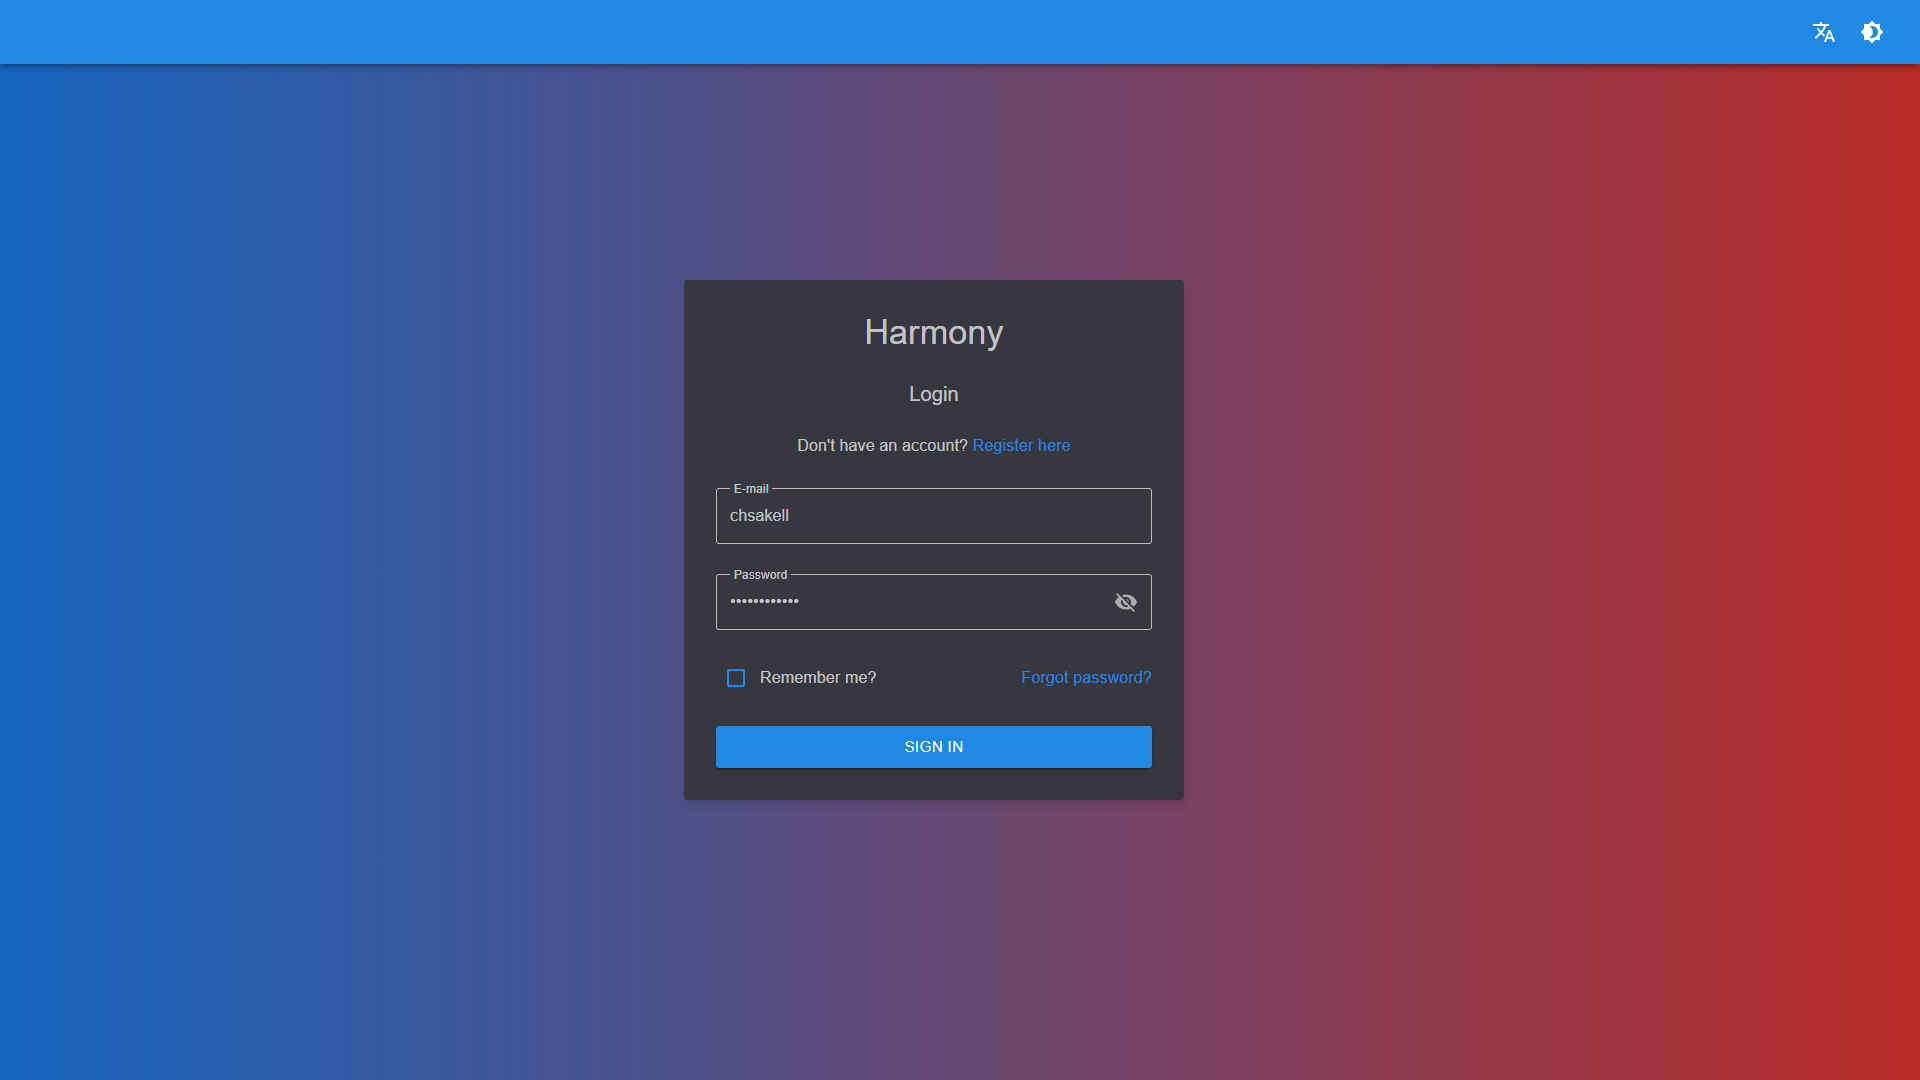 Harmony
Login
Don't have an account? Register here
E-mail
chsakell
Password
••••••••••••
Remember me? Forgot password?
SIGN IN